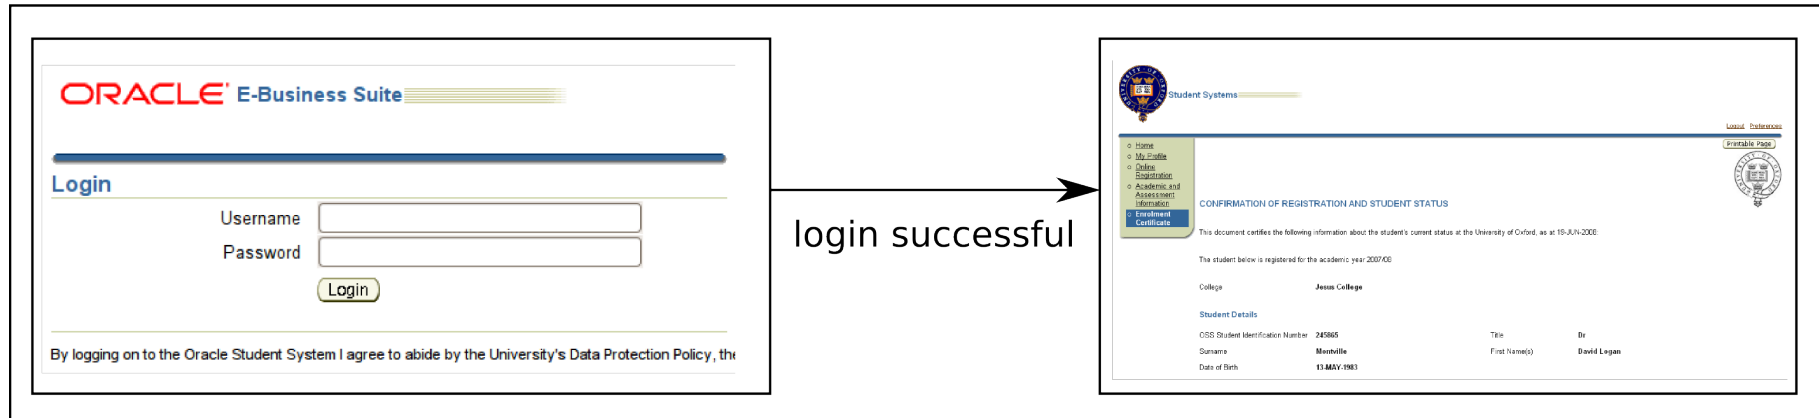 ORACLE E-Business Suite
Login
Username
Password
Login
By logging on to the Oracle Student System I agree to abide by the University's Data Protection Policy, the
login successful
Student Systems
Logout Preferences
Printable Page
Home
My Profile
Online
Registration
Academic and
Assessment
Information
Enrolment
Certificate
CONFIRMATION OF REGISTRATION AND STUDENT STATUS
This document certifies the following information about the student's current status at the University of Oxford, as at 19-JUN-2008:
The student below is registered for the academic year 2007/08
College Jesus College
Student Details
OSS Student Identification Number 245865 Title Dr
Surname Montville First Name(s) David Logan
Date of Birth 13-MAY-1983